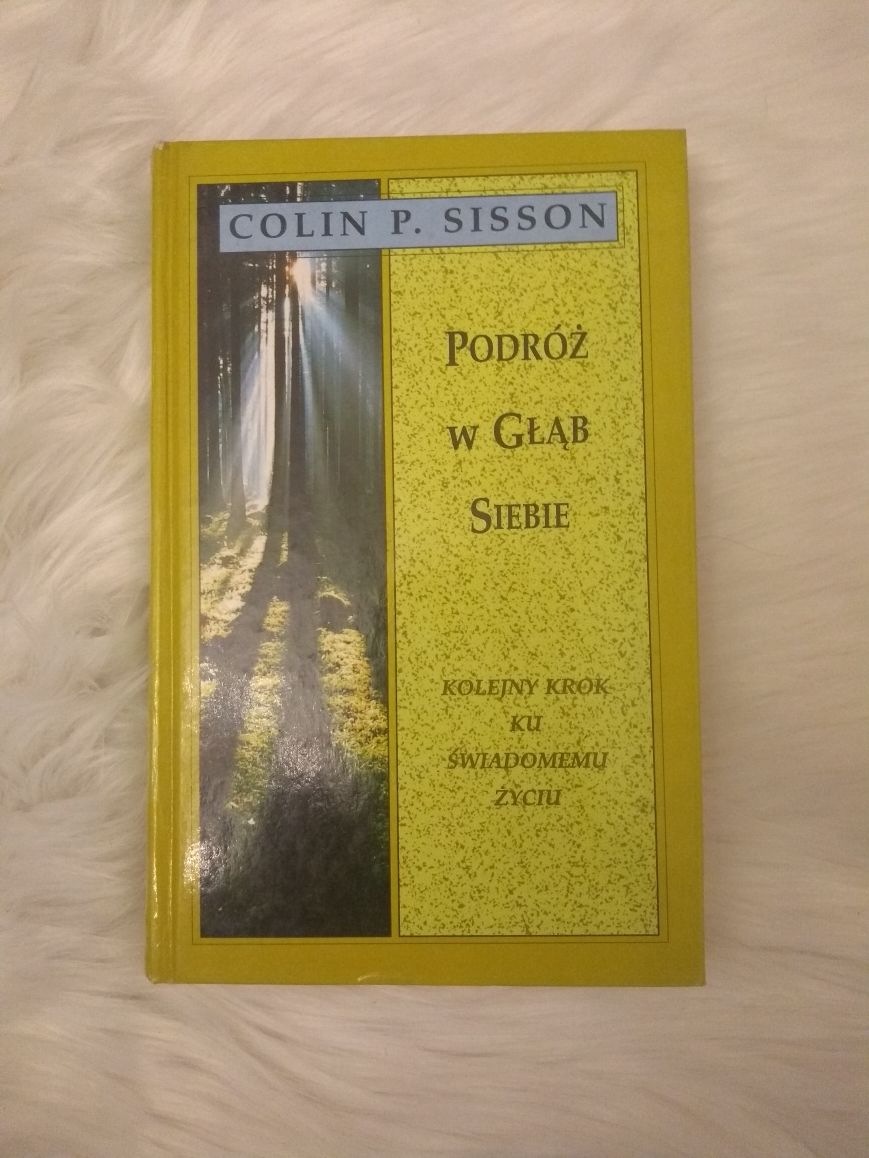 COLIN P. SISSON
PODRÓŻ
W GŁĄB
SIEBIE
KOLEJNY KROK
KU
ŚWIADOMEMU
ŻYCIU